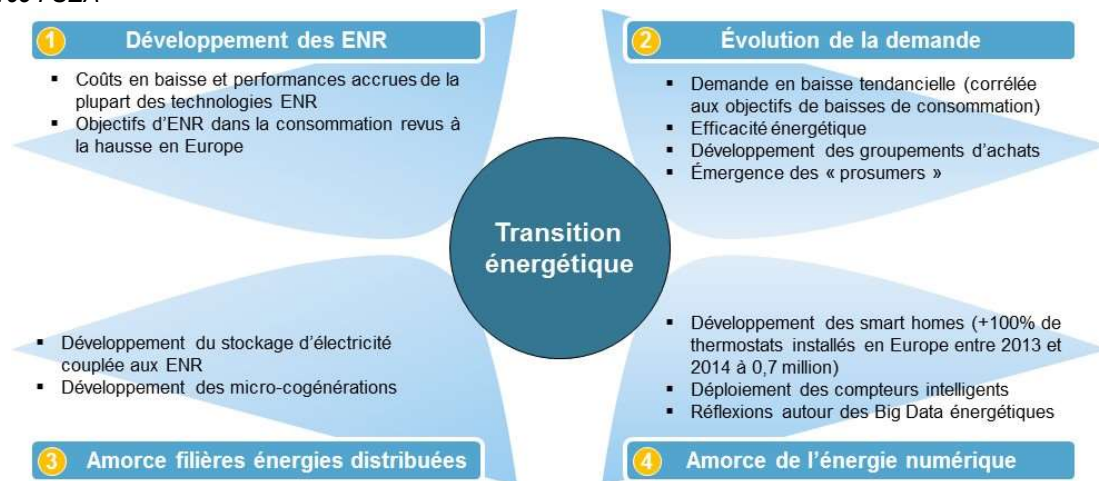 1 Développement des ENR
▪ Coûts en baisse et performances accrues de la
plupart des technologies ENR
▪ Objectifs d’ENR dans la consommation revus à
la hausse en Europe
2 Évolution de la demande
▪ Demande en baisse tendancielle (corrélée
aux objectifs de baisses de consommation)
▪ Efficacité énergétique
▪ Développement des groupements d’achats
▪ Émergence des « prosumers »
Transition
énergétique
▪ Développement du stockage d’électricité
couplée aux ENR
▪ Développement des micro-cogénérations
3 Amorce filières énergies distribuées
▪ Développement des smart homes (+100% de
thermostats installés en Europe entre 2013 et
2014 à 0,7 million)
▪ Déploiement des compteurs intelligents
▪ Réflexions autour des Big Data énergétiques
4 Amorce de l’énergie numérique